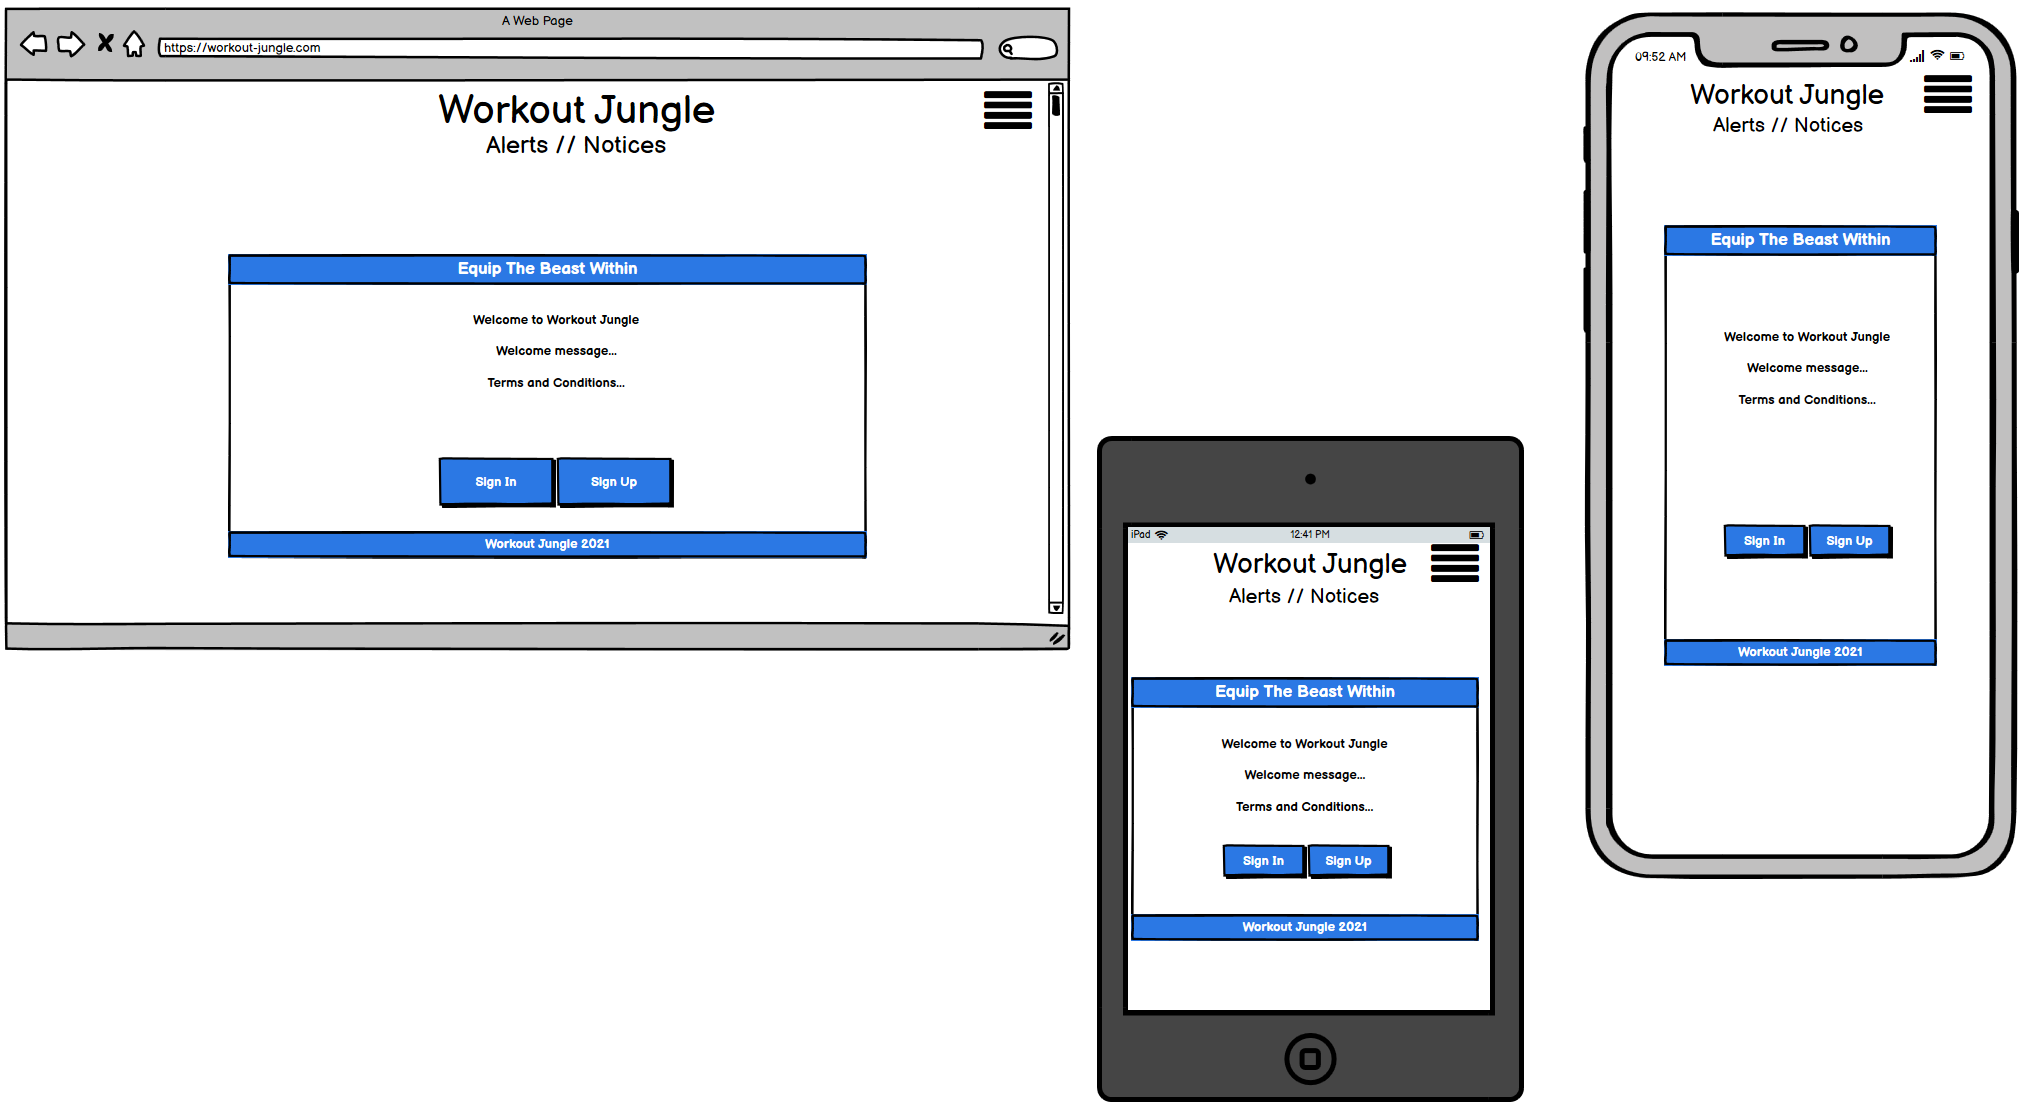 A Web Page
https://workout-jungle.com
Workout Jungle
Alerts // Notices
Equip The Beast Within
Welcome to Workout Jungle
Welcome message...
Terms and Conditions...
Sign In Sign Up
Workout Jungle 2021
iPad 12:41 PM
Workout Jungle
Alerts // Notices
Equip The Beast Within
Welcome to Workout Jungle
Welcome message...
Terms and Conditions...
Sign In Sign Up
Workout Jungle 2021
09:52 AM
Workout Jungle
Alerts // Notices
Equip The Beast Within
Welcome to Workout Jungle
Welcome message...
Terms and Conditions...
Sign In Sign Up
Workout Jungle 2021